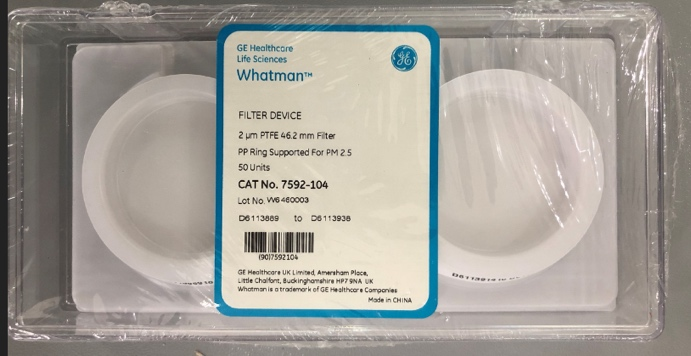 GE Healthcare
Life Sciences
Whatman™
FILTER DEVICE
2 µm PTFE 46.2 mm Filter
PP Ring Supported For PM 2.5
50 Units
CAT No. 7592-104
Lot No. W6460003
D6113889 to D6113938
(90)7592104
GE Healthcare UK Limited, Amersham Place,
Little Chalfont, Buckinghamshire HP7 9NA UK
Whatman is a trademark of GE Healthcare Companies
Made in CHINA